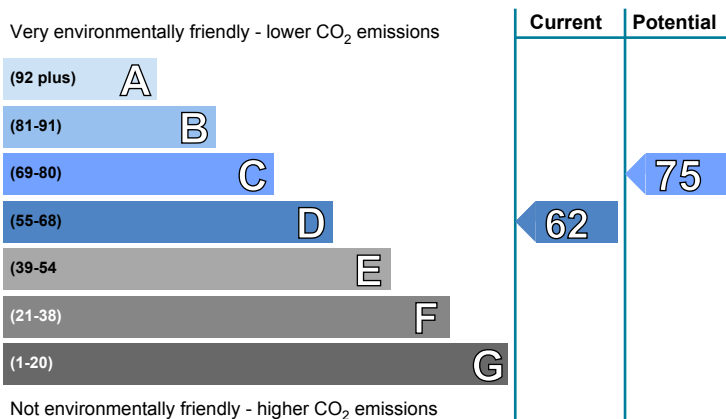 Current Potential
Very environmentally friendly - lower CO2 emissions
(92 plus) A
(81-91) B
(69-80) C 75
(55-68) D 62
(39-54 E
(21-38) F
(1-20) G
Not environmentally friendly - higher CO2 emissions